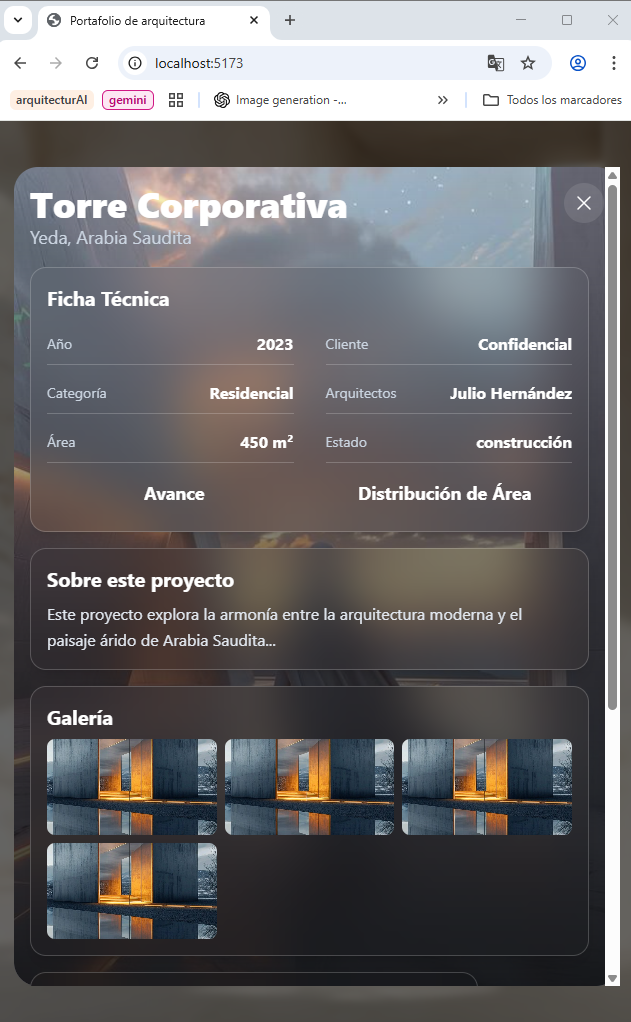 Portafolio de arquitectura
localhost:5173
arquitecturAI
gemini
Image generation -...
Todos los marcadores
Torre Corporativa
Yeda, Arabia Saudita
Ficha Técnica
Año 2023 Cliente Confidencial
Categoría Residencial Arquitectos Julio Hernández
Área 450 m² Estado construcción
Avance Distribución de Área
Sobre este proyecto
Este proyecto explora la armonía entre la arquitectura moderna y el
paisaje árido de Arabia Saudita...
Galería